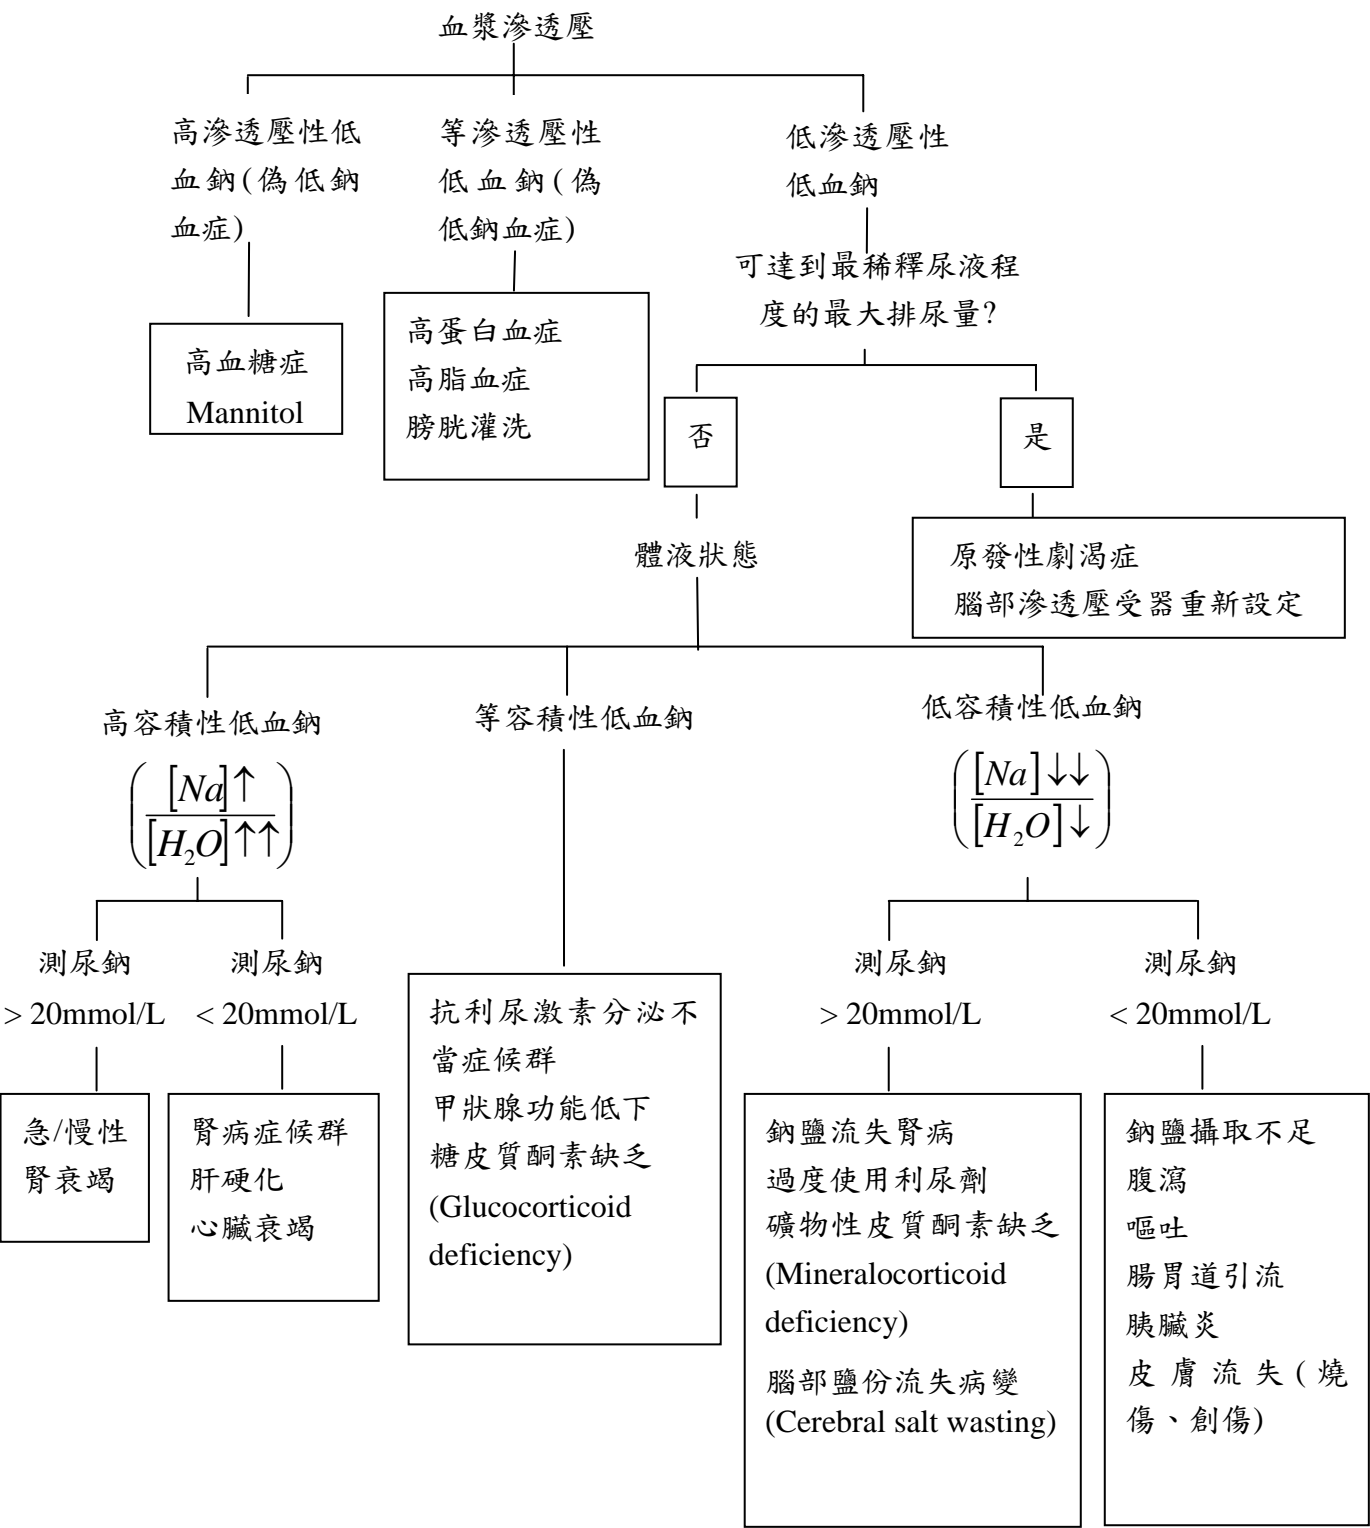 血漿滲透壓
高滲透壓性低
血鈉(偽低鈉
血症)
等滲透壓性
低血鈉(偽
低鈉血症)
低滲透壓性
低血鈉
高血糖症
Mannitol
高蛋白血症
高脂血症
膀胱灌洗
可達到最稀釋尿液程
度的最大排尿量?
否
是
體液狀態
原發性劇渴症
腦部滲透壓受器重新設定
高容積性低血鈉
([Na]↑/[H₂O]↑↑)
等容積性低血鈉
低容積性低血鈉
([Na]↓↓/[H₂O]↓)
測尿鈉
> 20mmol/L
測尿鈉
< 20mmol/L
測尿鈉
> 20mmol/L
測尿鈉
< 20mmol/L
急/慢性
腎衰竭
腎病症候群
肝硬化
心臟衰竭
抗利尿激素分泌不
當症候群
甲狀腺功能低下
糖皮質酮素缺乏
(Glucocorticoid
deficiency)
鈉鹽流失腎病
過度使用利尿劑
礦物性皮質酮素缺乏
(Mineralocorticoid
deficiency)
腦部鹽份流失病變
(Cerebral salt wasting)
鈉鹽攝取不足
腹瀉
嘔吐
腸胃道引流
胰臟炎
皮膚流失(燒
傷、創傷)